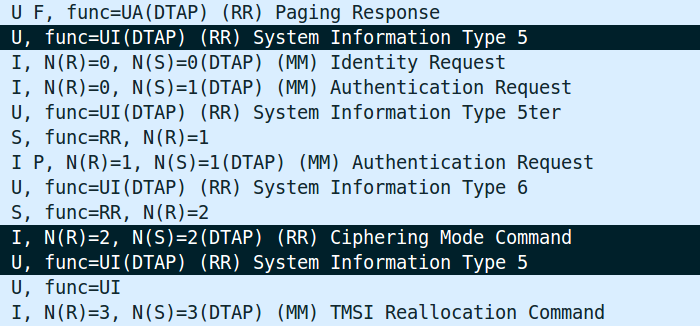 U F, func=UA(DTAP) (RR) Paging Response
U, func=UI(DTAP) (RR) System Information Type 5
I, N(R)=0, N(S)=0(DTAP) (MM) Identity Request
I, N(R)=0, N(S)=1(DTAP) (MM) Authentication Request
U, func=UI(DTAP) (RR) System Information Type 5ter
S, func=RR, N(R)=1
I P, N(R)=1, N(S)=1(DTAP) (MM) Authentication Request
U, func=UI(DTAP) (RR) System Information Type 6
S, func=RR, N(R)=2
I, N(R)=2, N(S)=2(DTAP) (RR) Ciphering Mode Command
U, func=UI(DTAP) (RR) System Information Type 5
U, func=UI
I, N(R)=3, N(S)=3(DTAP) (MM) TMSI Reallocation Command